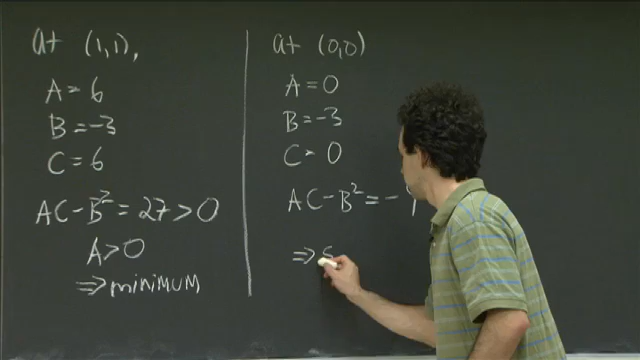 at (1,1),
A = 6
B = -3
C = 6
AC - B² = 27 > 0
A > 0
⇒ minimum
at (0,0)
A = 0
B = -3
C = 0
AC - B² = -9
⇒ s